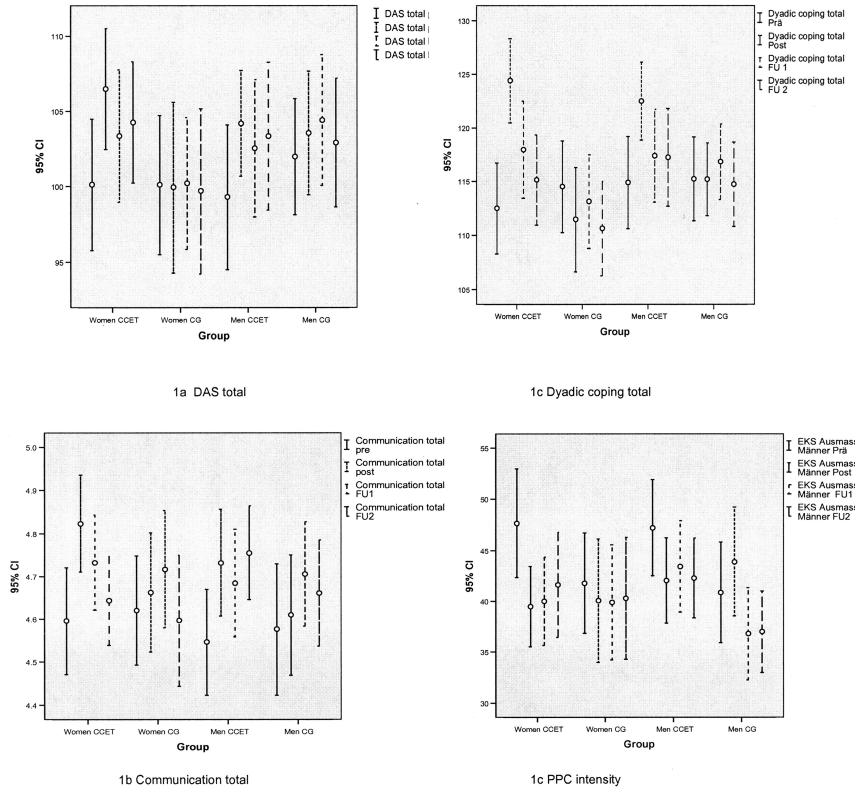 110
105
100
95
95% CI
Women CCET
Women CG
Men CCET
Men CG
Group
DAS total
DAS total
DAS total
DAS total
1a DAS total
130
125
120
115
110
105
95% CI
Women CCET
Women CG
Men CCET
Men CG
Group
Dyadic coping total
Prä
Dyadic coping total
Post
Dyadic coping total
FU 1
Dyadic coping total
FU 2
1c Dyadic coping total
5.0
4.9
4.8
4.7
4.6
4.5
4.4
95% CI
Women CCET
Women CG
Men CCET
Men CG
Group
Communication total
pre
Communication total
post
Communication total
FU1
Communication total
FU2
1b Communication total
55
50
45
40
35
30
95% CI
Women CCET
Women CG
Men CCET
Men CG
Group
EKS Ausmass
Männer Prä
EKS Ausmass
Männer Post
EKS Ausmass
Männer FU1
EKS Ausmass
Männer FU2
1c PPC intensity